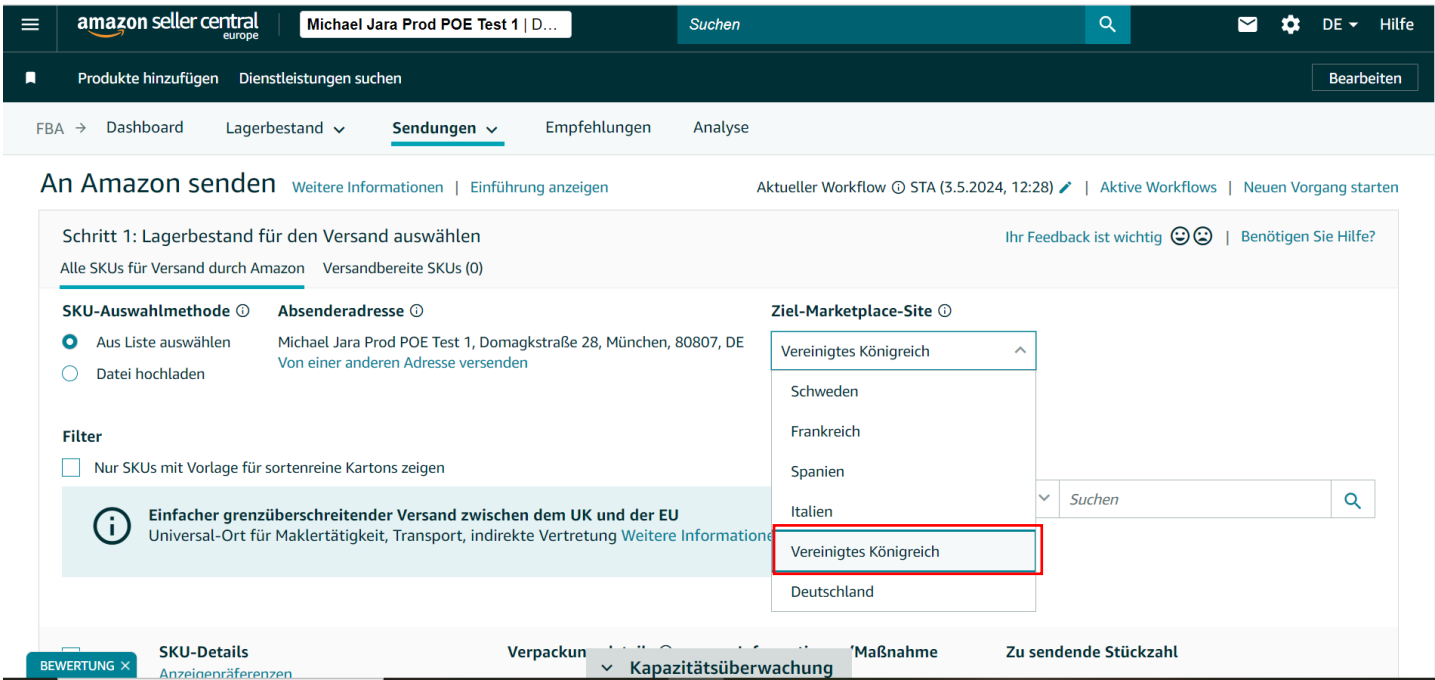 amazon seller central
europe
Michael Jara Prod POE Test 1 | D...
Suchen
DE
Hilfe
Produkte hinzufügen
Dienstleistungen suchen
Bearbeiten
FBA → Dashboard
Lagerbestand
Sendungen
Empfehlungen
Analyse
An Amazon senden
Weitere Informationen | Einführung anzeigen
Aktueller Workflow STA (3.5.2024, 12:28) | Aktive Workflows | Neuen Vorgang starten
Schritt 1: Lagerbestand für den Versand auswählen
Ihr Feedback ist wichtig | Benötigen Sie Hilfe?
Alle SKUs für Versand durch Amazon
Versandbereite SKUs (0)
SKU-Auswahlmethode
Aus Liste auswählen
Datei hochladen
Absenderadresse
Michael Jara Prod POE Test 1, Domagkstraße 28, München, 80807, DE
Von einer anderen Adresse versenden
Ziel-Marketplace-Site
Vereinigtes Königreich
Schweden
Frankreich
Spanien
Italien
Vereinigtes Königreich
Deutschland
Filter
Nur SKUs mit Vorlage für sortenreine Kartons zeigen
Suchen
Einfacher grenzüberschreitender Versand zwischen dem UK und der EU
Universal-Ort für Maklertätigkeit, Transport, indirekte Vertretung Weitere Informatione
SKU-Details
Anzeigepräferenzen
Verpackun
/Maßnahme
Zu sendende Stückzahl
BEWERTUNG ×
Kapazitätsüberwachung